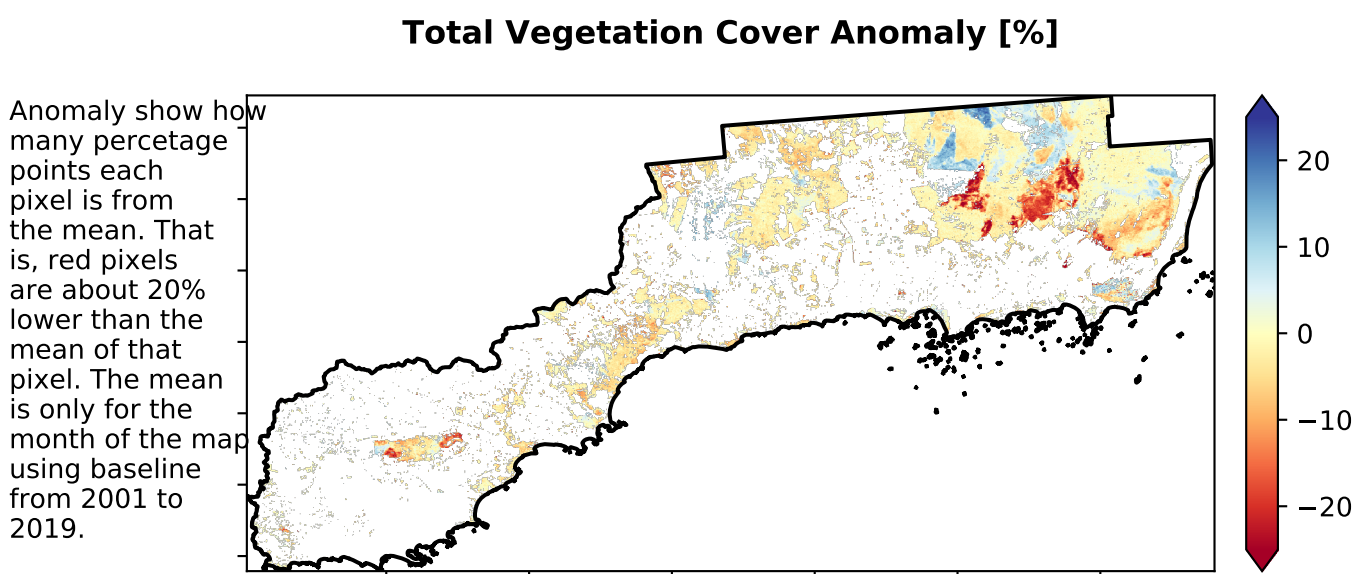 Total Vegetation Cover Anomaly [%]
Anomaly show how
many percetage
points each
pixel is from
the mean. That
is, red pixels
are about 20%
lower than the
mean of that
pixel. The mean
is only for the
month of the map
using baseline
from 2001 to
2019.
20
10
0
−10
−20